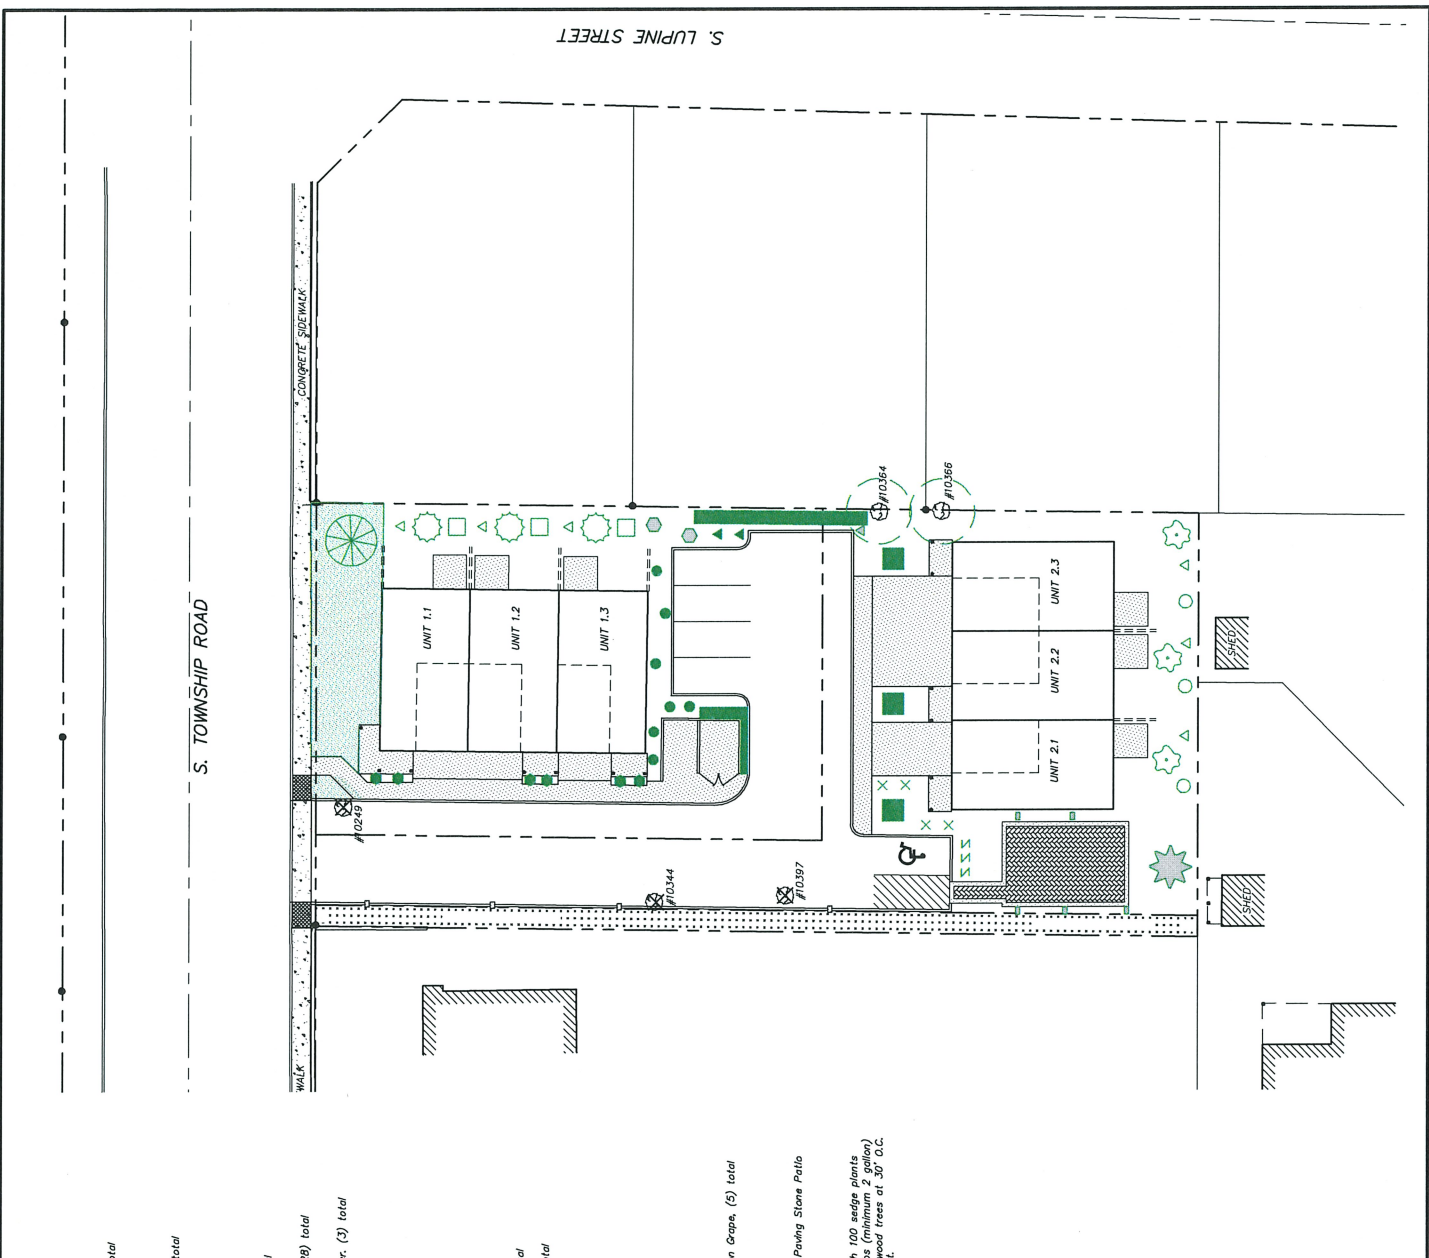 S. LUPINE STREET
S. TOWNSHIP ROAD
CONCRETE SIDEWALK
UNIT 1.1
UNIT 1.2
UNIT 1.3
#10364
#10366
UNIT 2.3
UNIT 2.2
UNIT 2.1
SHED
SHED
#10249
#10344
#10397
WALK
total
total
(3) total
total
Grape, (5) total
Paving Stone Patio
100 sedge plants
(minimum 2 gallon)
wood trees at 30' O.C.